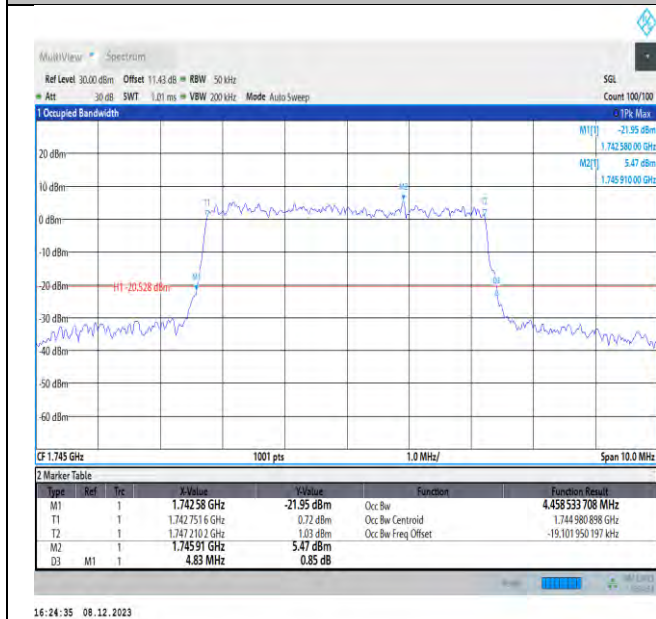 MultiView Spectrum
Ref Level 30.00 dBm Offset 11.43 dB RBW 50 kHz SGL
Att 30 dB SWT 1.01 ms VBW 200 kHz Mode Auto Sweep Count 100/100
1 Occupied Bandwidth 1Pk Max
M1[1] -21.95 dBm
1.742 580 00 GHz
20 dBm
M2[1] 5.47 dBm
1.745 910 00 GHz
10 dBm
M2
T1
0 dBm
-10 dBm
M1
-20 dBm H1 -20.528 dBm
-30 dBm
-40 dBm
-50 dBm
-60 dBm
CF 1.745 GHz 1001 pts 1.0 MHz/ Span 10.0 MHz
2 Marker Table
Type Ref Trc X-Value Y-Value Function Function Result
M1 1 1.742 58 GHz -21.95 dBm Occ Bw 4.458 533 708 MHz
T1 1 1.742 751 6 GHz 0.72 dBm Occ Bw Centroid 1.744 980 898 GHz
T2 1 1.747 210 2 GHz 1.03 dBm Occ Bw Freq Offset -19.101 950 197 kHz
M2 1 1.745 91 GHz 5.47 dBm
D3 M1 1 4.83 MHz 0.85 dB
16:24:35 08.12.2023